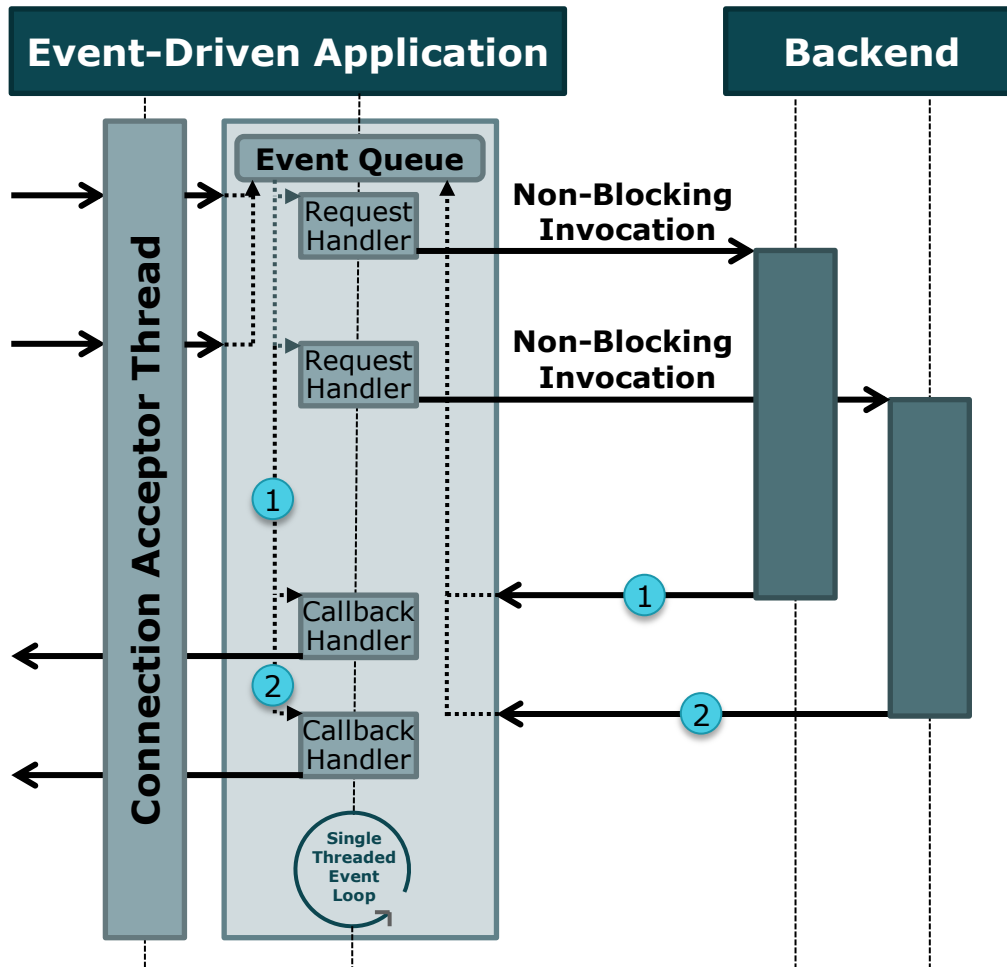 Event-Driven Application
Backend
Connection Acceptor Thread
Event Queue
Request
Handler
Non-Blocking
Invocation
Request
Handler
Non-Blocking
Invocation
1
Callback
Handler
1
2
Callback
Handler
2
Single
Threaded
Event
Loop